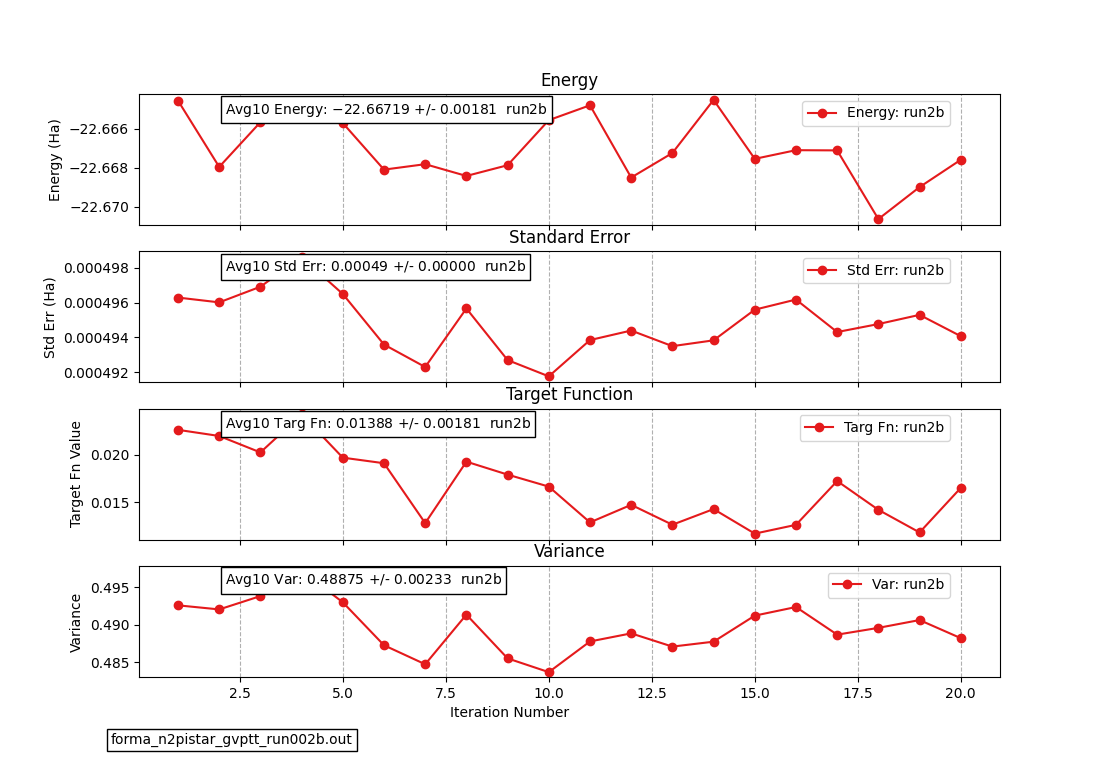 Energy
Avg10 Energy: −22.66719 +/- 0.00181  run2b
Energy: run2b
Energy (Ha)
−22.666
−22.668
−22.670
Standard Error
Avg10 Std Err: 0.00049 +/- 0.00000  run2b
Std Err: run2b
Std Err (Ha)
0.000498
0.000496
0.000494
0.000492
Target Function
Avg10 Targ Fn: 0.01388 +/- 0.00181  run2b
Targ Fn: run2b
Target Fn Value
0.020
0.015
Variance
Avg10 Var: 0.48875 +/- 0.00233  run2b
Var: run2b
Variance
0.495
0.490
0.485
2.5 5.0 7.5 10.0 12.5 15.0 17.5 20.0
Iteration Number
forma_n2pistar_gvptt_run002b.out